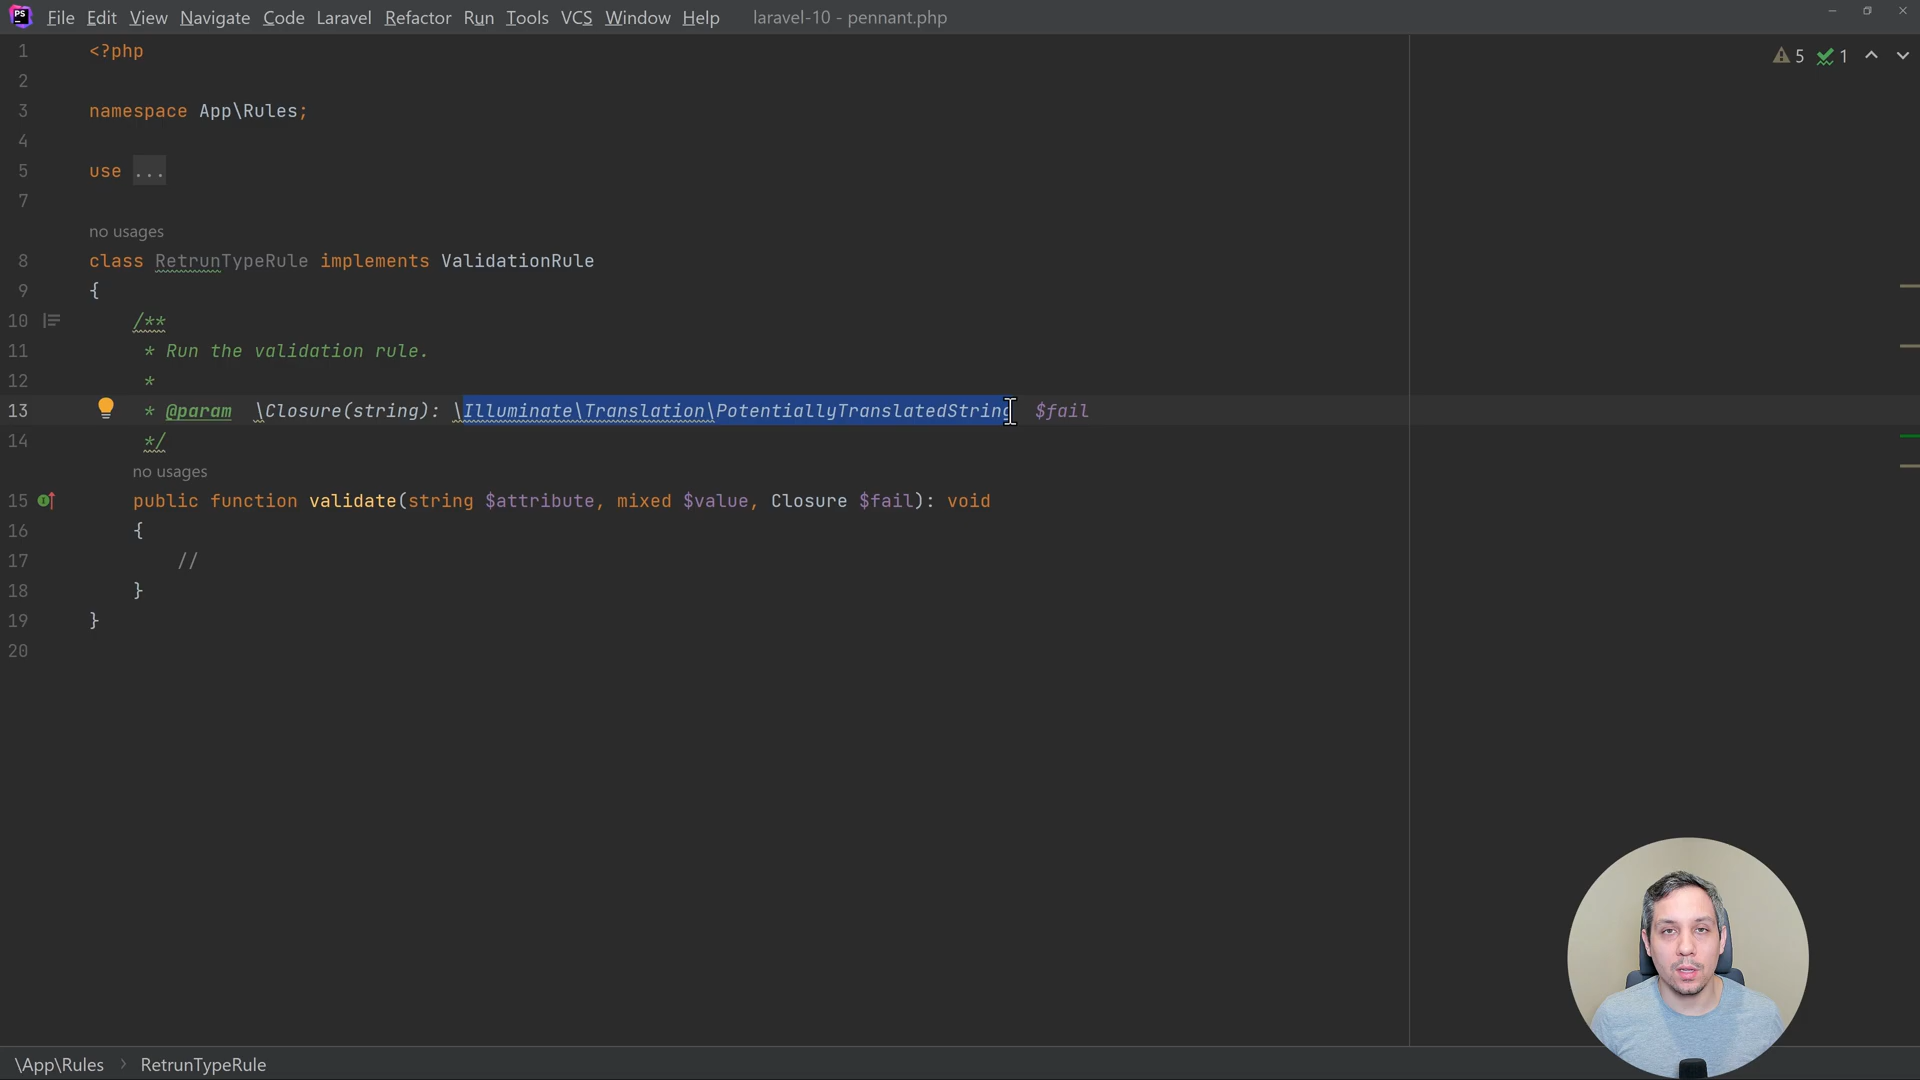 PS File Edit View Navigate Code Laravel Refactor Run Tools VCS Window Help laravel-10 - pennant.php
5 1
1 <?php
2
3 namespace App\Rules;
4
5 use ...
7
no usages
8 class RetrunTypeRule implements ValidationRule
9 {
10 /**
11 * Run the validation rule.
12 *
13 * @param  \Closure(string): \Illuminate\Translation\PotentiallyTranslatedString  $fail
14 */
no usages
15 public function validate(string $attribute, mixed $value, Closure $fail): void
16 {
17 //
18 }
19 }
20
\App\Rules › RetrunTypeRule